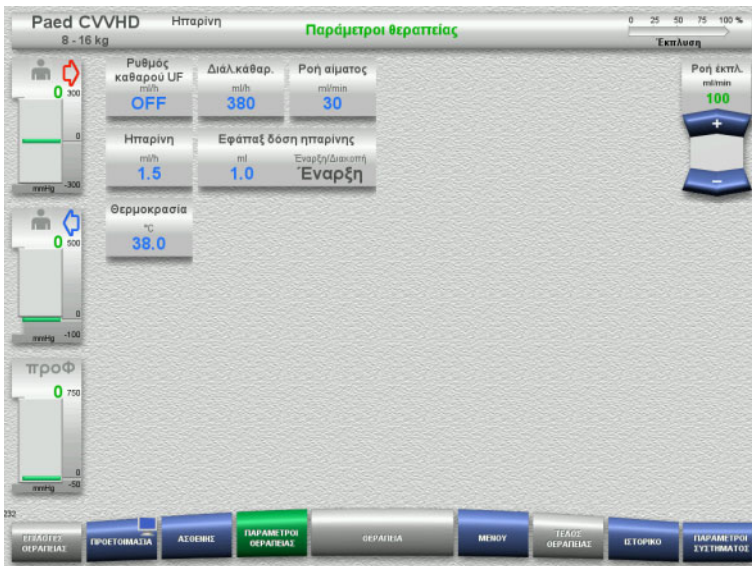 Paed CVVHD Ηπαρίνη
8 - 16 kg
Παράμετροι θεραπείας
0 25 50 75 100 %
Έκπλυση
0 300
0
mmHg -300
Ρυθμός καθαρού UF
ml/h
OFF
Διάλ.κάθαρ.
ml/h
380
Ροή αίματος
ml/min
30
Ροή έκπλ.
ml/min
100
+
−
Ηπαρίνη
ml/h
1.5
Εφάπαξ δόση ηπαρίνης
ml Έναρξη/Διακοπή
1.0 Έναρξη
0 500
0
mmHg -100
Θερμοκρασία
°C
38.0
προΦ
0 750
0
mmHg -50
232
ΕΠΙΛΟΓΕΣ ΘΕΡΑΠΕΙΑΣ
ΠΡΟΕΤΟΙΜΑΣΙΑ
ΑΣΘΕΝΗΣ
ΠΑΡΑΜΕΤΡΟΙ ΘΕΡΑΠΕΙΑΣ
ΘΕΡΑΠΕΙΑ
ΜΕΝΟΥ
ΤΕΛΟΣ ΘΕΡΑΠΕΙΑΣ
ΙΣΤΟΡΙΚΟ
ΠΑΡΑΜΕΤΡΟΙ ΣΥΣΤΗΜΑΤΟΣ